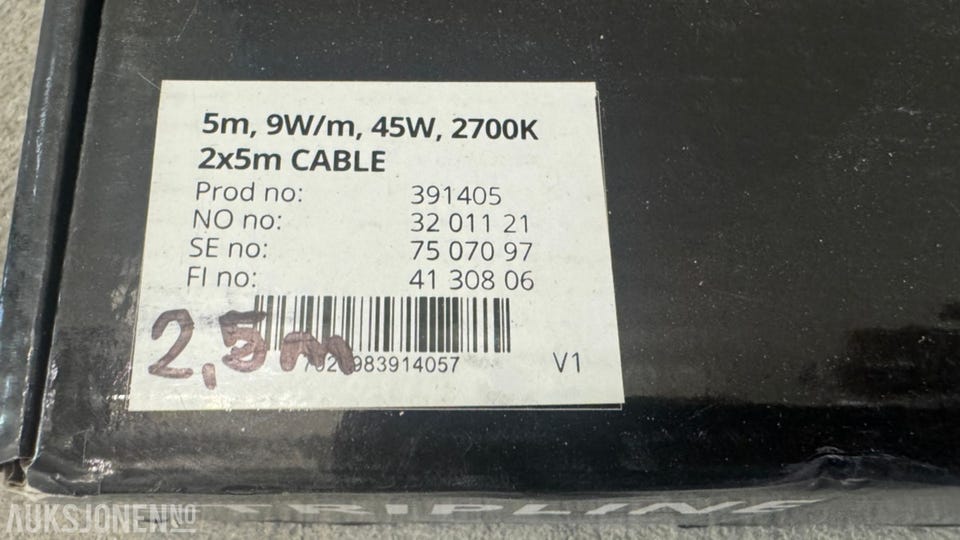 5m, 9W/m, 45W, 2700K
2x5m CABLE
Prod no: 391405
NO no: 32 011 21
SE no: 75 070 97
FI no: 41 308 06
2,5m
983914057
V1
AUKSJONEN.NO